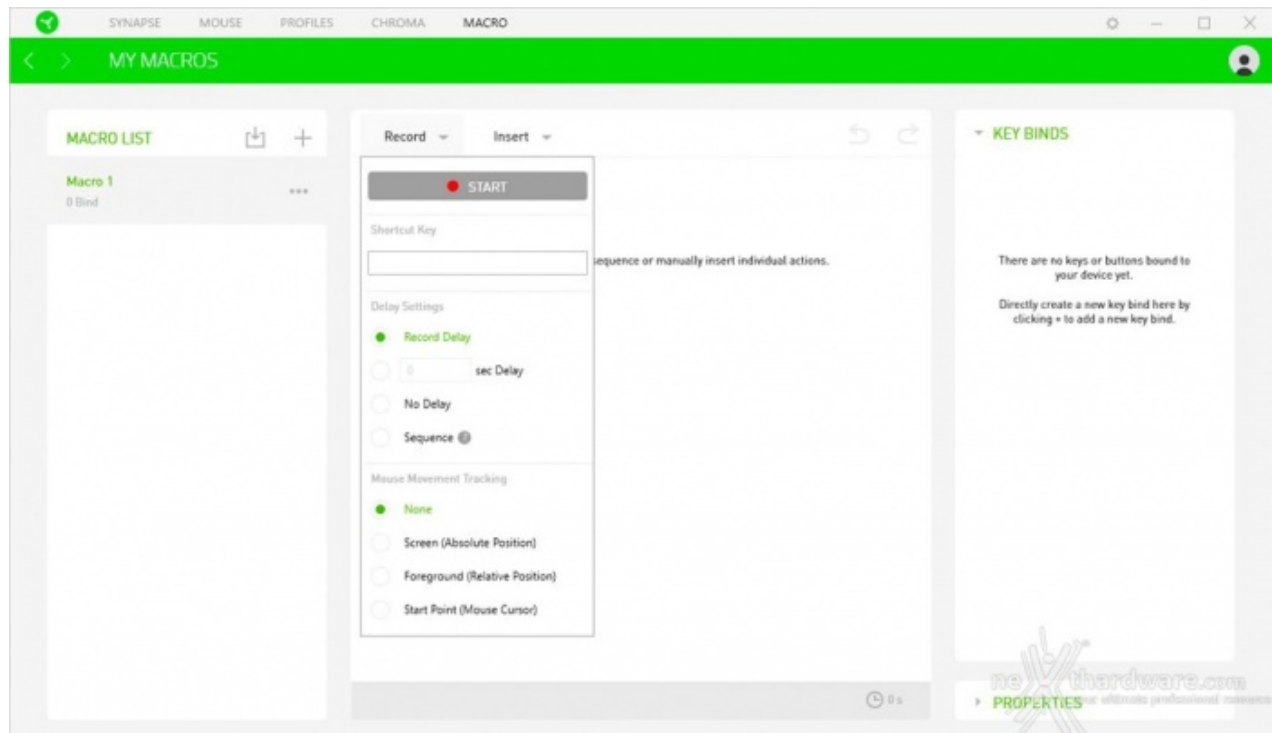 SYNAPSE MOUSE PROFILES CHROMA MACRO
MY MACROS
MACRO LIST
Macro 1
0 Bind
Record Insert
START
Shortcut Key
sequence or manually insert individual actions.
Delay Settings
Record Delay
0 sec Delay
No Delay
Sequence ?
Mouse Movement Tracking
None
Screen (Absolute Position)
Foreground (Relative Position)
Start Point (Mouse Cursor)
0 s
KEY BINDS
There are no keys or buttons bound to
your device yet.
Directly create a new key bind here by
clicking + to add a new key bind.
PROPERTIES
nexthardware.com
your ultimate professional resource